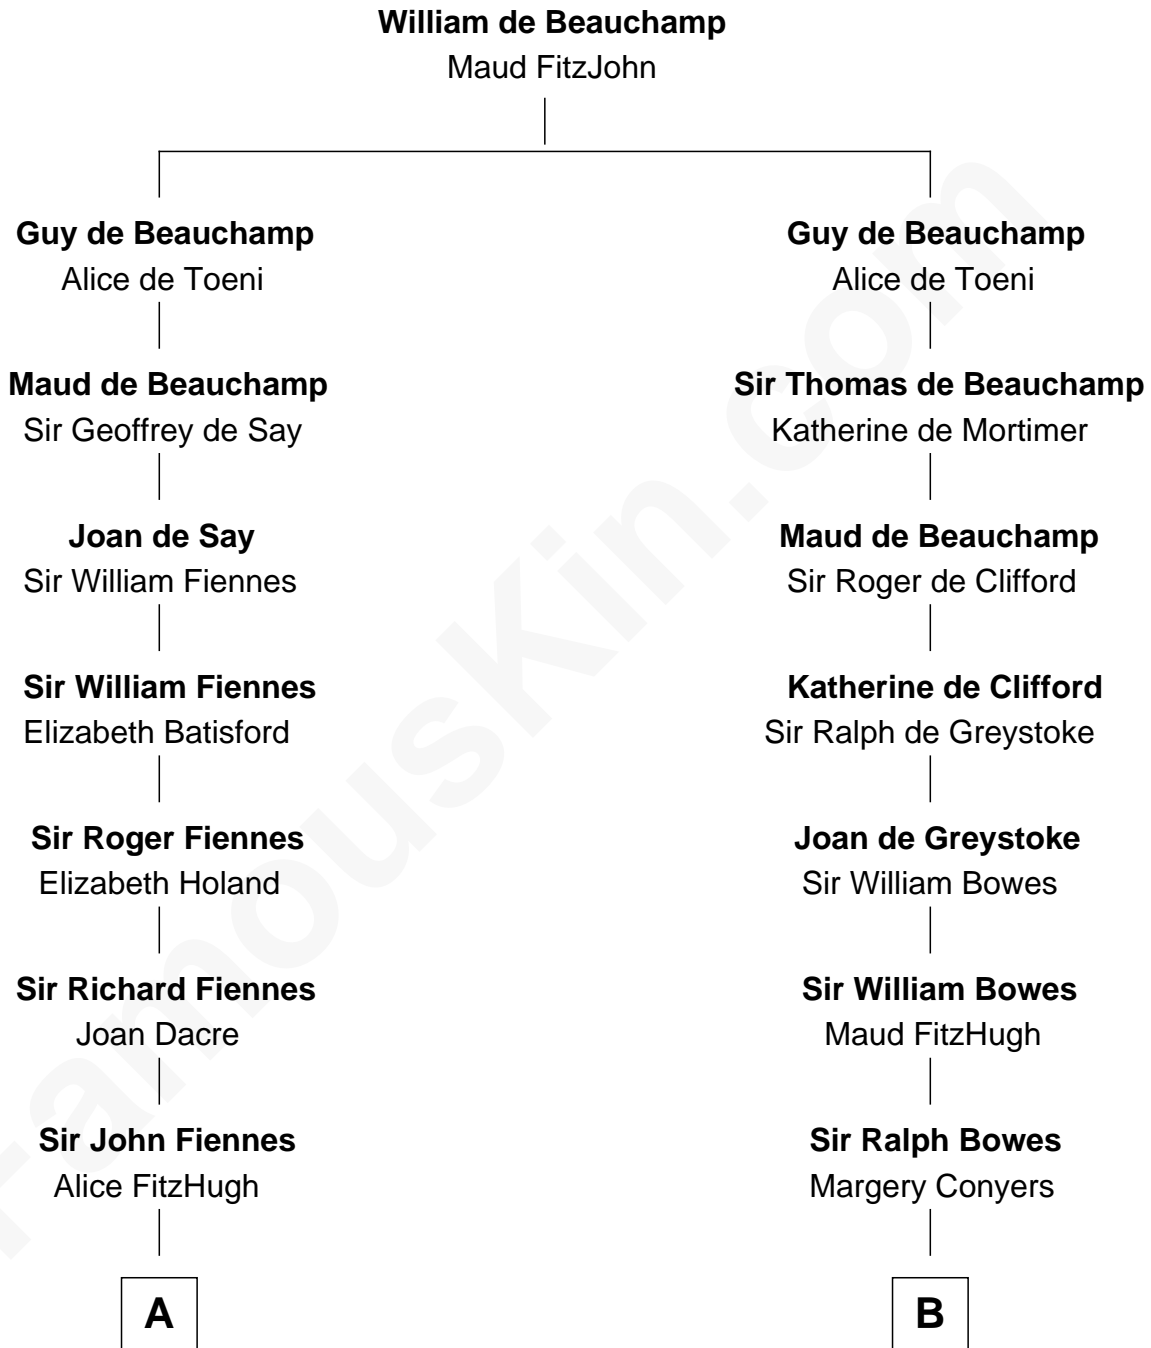 William de Beauchamp
Maud FitzJohn
Guy de Beauchamp
Alice de Toeni
Maud de Beauchamp
Sir Geoffrey de Say
Joan de Say
Sir William Fiennes
Sir William Fiennes
Elizabeth Batisford
Sir Roger Fiennes
Elizabeth Holand
Sir Richard Fiennes
Joan Dacre
Sir John Fiennes
Alice FitzHugh
A
Guy de Beauchamp
Alice de Toeni
Sir Thomas de Beauchamp
Katherine de Mortimer
Maud de Beauchamp
Sir Roger de Clifford
Katherine de Clifford
Sir Ralph de Greystoke
Joan de Greystoke
Sir William Bowes
Sir William Bowes
Maud FitzHugh
Sir Ralph Bowes
Margery Conyers
B
FamousKin.com